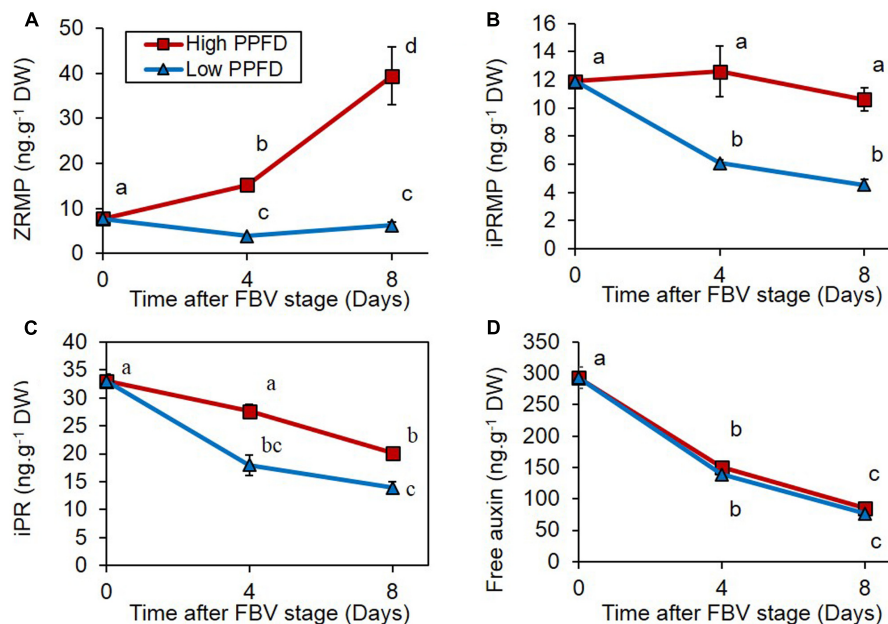 A
ZRMP (ng.g-1 DW)
50
40
30
20
10
0
High PPFD
Low PPFD
a
b
c
d
c
0
4
8
Time after FBV stage (Days)
B
iPRMP (ng.g-1 DW)
16
14
12
10
8
6
4
2
0
a
a
a
b
b
0
4
8
Time after FBV stage (Days)
C
iPR (ng.g-1 DW)
40
35
30
25
20
15
10
5
0
a
a
b
bc
c
0
4
8
Time after FBV stage (Days)
D
Free auxin (ng.g-1 DW)
350
300
250
200
150
100
50
0
a
b
b
c
c
0
4
8
Time after FBV stage (Days)